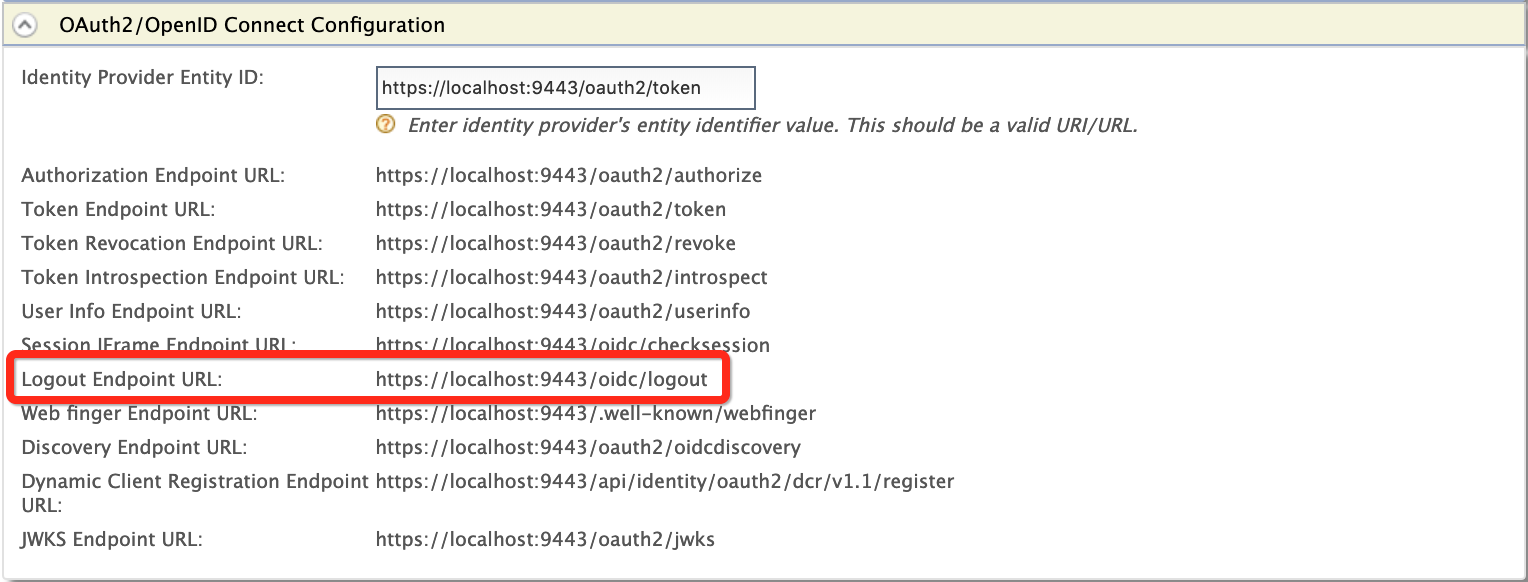 OAuth2/OpenID Connect Configuration
Identity Provider Entity ID: https://localhost:9443/oauth2/token
Enter identity provider's entity identifier value. This should be a valid URI/URL.
Authorization Endpoint URL: https://localhost:9443/oauth2/authorize
Token Endpoint URL: https://localhost:9443/oauth2/token
Token Revocation Endpoint URL: https://localhost:9443/oauth2/revoke
Token Introspection Endpoint URL: https://localhost:9443/oauth2/introspect
User Info Endpoint URL: https://localhost:9443/oauth2/userinfo
Session IFrame Endpoint URL: https://localhost:9443/oidc/checksession
Logout Endpoint URL: https://localhost:9443/oidc/logout
Web finger Endpoint URL: https://localhost:9443/.well-known/webfinger
Discovery Endpoint URL: https://localhost:9443/oauth2/oidcdiscovery
Dynamic Client Registration Endpoint https://localhost:9443/api/identity/oauth2/dcr/v1.1/register
URL:
JWKS Endpoint URL: https://localhost:9443/oauth2/jwks